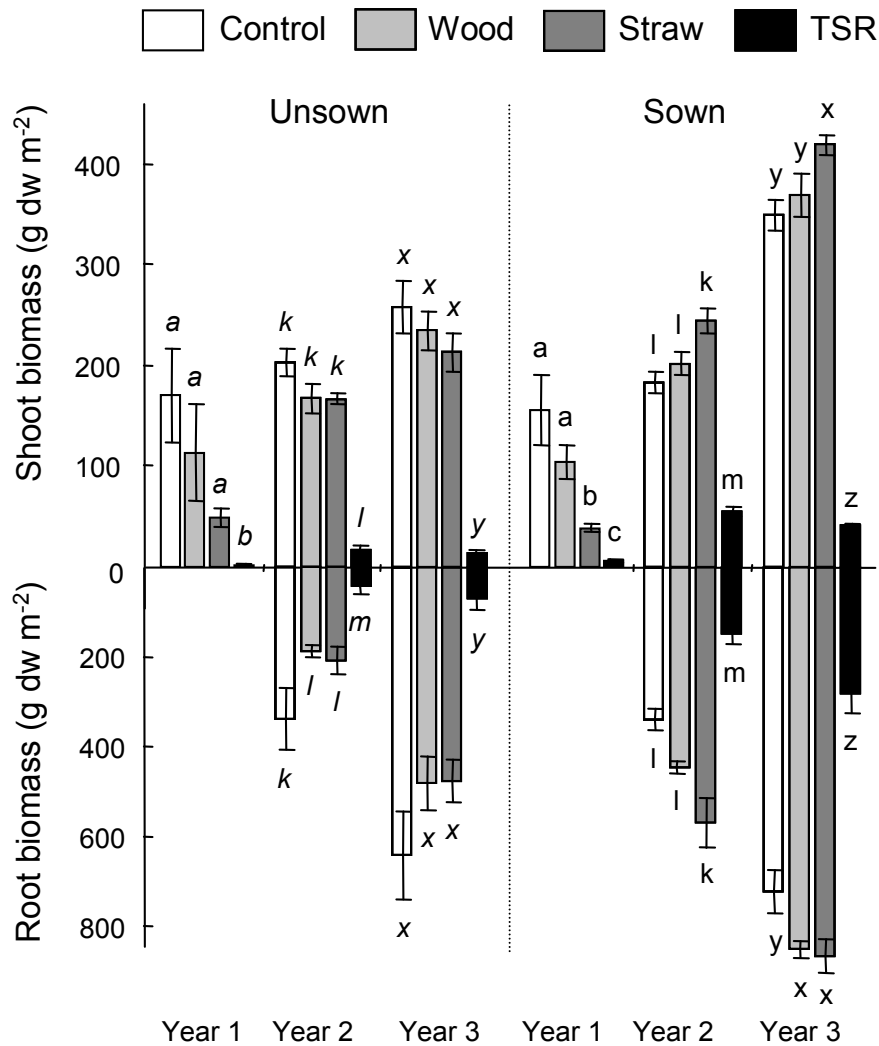 Control Wood Straw TSR
Unsown Sown
Shoot biomass (g dw m-2)
Root biomass (g dw m-2)
400
300
200
100
0
200
400
600
800
a a a b
k k k l
x x x y
a a b c
l l k m
y y x z
k l l m
x x x y
l l k m
y x x z
Year 1 Year 2 Year 3 Year 1 Year 2 Year 3